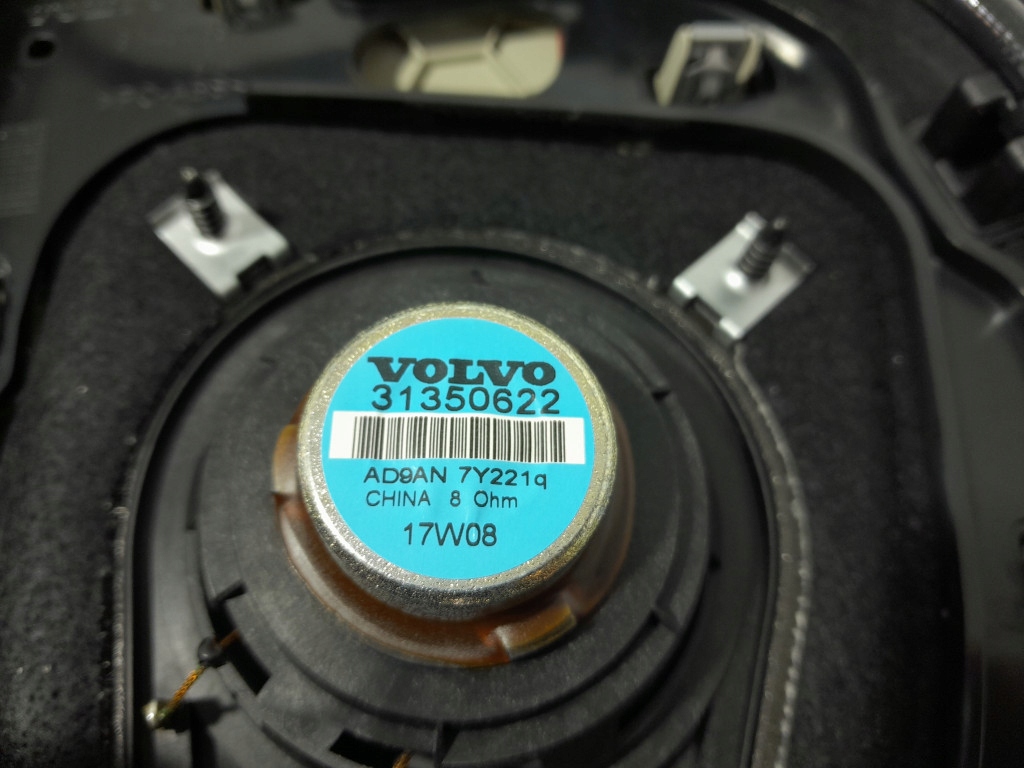 VOLVO
31350622
AD9AN 7Y221q
CHINA 8 Ohm
17W08